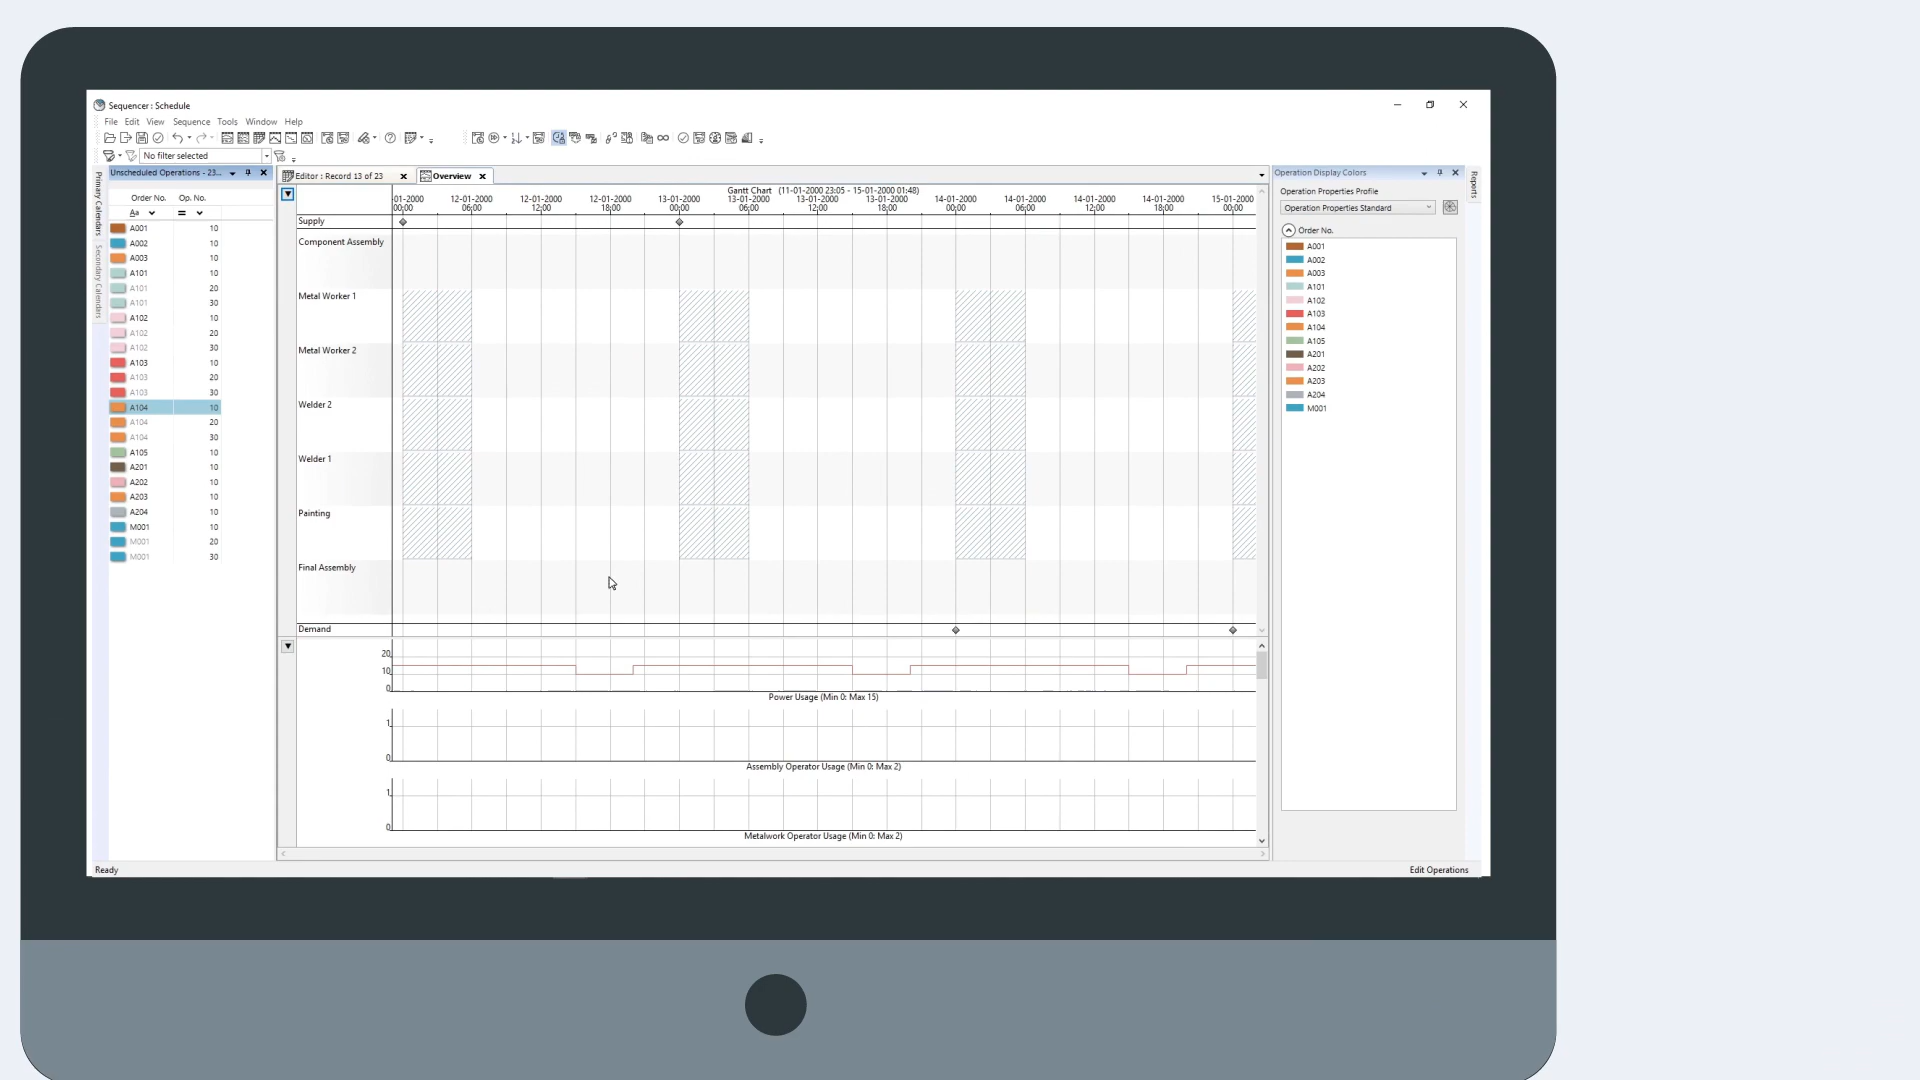 Sequencer : Schedule
File Edit View Sequence Tools Window Help
No filter selected
Primary Calendars
Secondary Calendars
Unscheduled Operations - 23...
Order No. Op. No.
Aa =
A001 10
A002 10
A003 10
A101 10
A101 20
A101 30
A102 10
A102 20
A102 30
A103 10
A103 20
A103 30
A104 10
A104 20
A104 30
A105 10
A201 10
A202 10
A203 10
A204 10
M001 10
M001 20
M001 30
Editor : Record 13 of 23
Overview
Gantt Chart (11-01-2000 23:05 - 15-01-2000 01:48)
01-2000 12-01-2000 12-01-2000 12-01-2000 13-01-2000 13-01-2000 13-01-2000 13-01-2000 14-01-2000 14-01-2000 14-01-2000 14-01-2000 15-01-2000
00:00 06:00 12:00 18:00 00:00 06:00 12:00 18:00 00:00 06:00 12:00 18:00 00:00
Supply
Component Assembly
Metal Worker 1
Metal Worker 2
Welder 2
Welder 1
Painting
Final Assembly
Demand
20
10
0
Power Usage (Min 0: Max 15)
1
0
Assembly Operator Usage (Min 0: Max 2)
1
0
Metalwork Operator Usage (Min 0: Max 2)
Operation Display Colors
Operation Properties Profile
Operation Properties Standard
Order No.
A001
A002
A003
A101
A102
A103
A104
A105
A201
A202
A203
A204
M001
Reports
Ready
Edit Operations